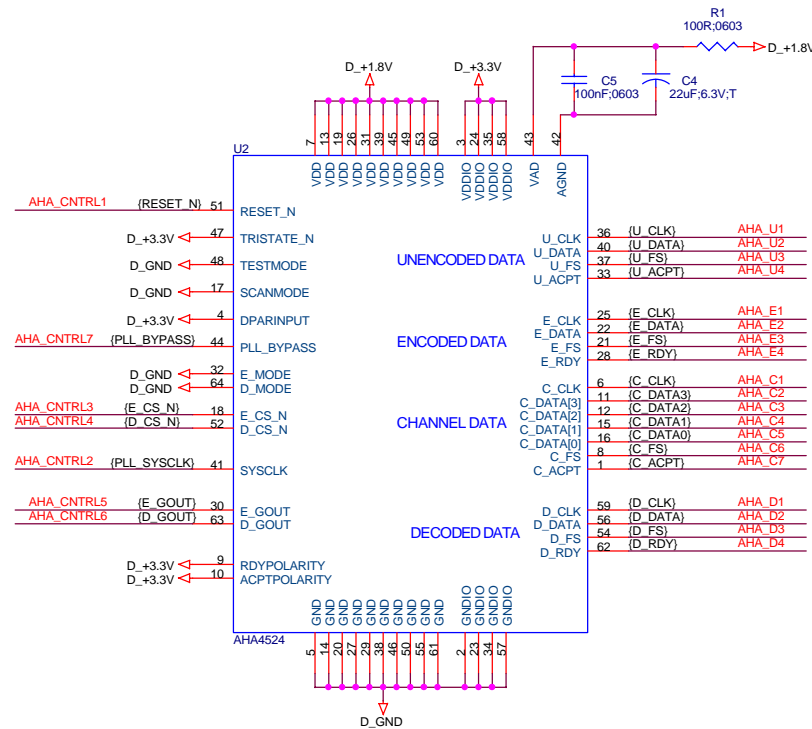 R1
100R;0603
D_+1.8V
D_+1.8V
D_+3.3V
C5
100nF;0603
C4
22uF;6.3V;T
U2
7 13 19 26 31 39 45 49 53 60 3 24 35 58 43 42
VDD VDD VDD VDD VDD VDD VDD VDD VDD VDD VDDIO VDDIO VDDIO VDDIO VAD AGND
AHA_CNTRL1 {RESET_N} 51 RESET_N
D_+3.3V 47 TRISTATE_N
D_GND 48 TESTMODE
D_GND 17 SCANMODE
D_+3.3V 4 DPARINPUT
AHA_CNTRL7 {PLL_BYPASS} 44 PLL_BYPASS
D_GND 32 E_MODE
D_GND 64 D_MODE
AHA_CNTRL3 {E_CS_N} 18 E_CS_N
AHA_CNTRL4 {D_CS_N} 52 D_CS_N
AHA_CNTRL2 {PLL_SYSCLK} 41 SYSCLK
AHA_CNTRL5 {E_GOUT} 30 E_GOUT
AHA_CNTRL6 {D_GOUT} 63 D_GOUT
D_+3.3V 9 RDYPOLARITY
D_+3.3V 10 ACPTPOLARITY
UNENCODED DATA
U_CLK 36 {U_CLK} AHA_U1
U_DATA 40 {U_DATA} AHA_U2
U_FS 37 {U_FS} AHA_U3
U_ACPT 33 {U_ACPT} AHA_U4
ENCODED DATA
E_CLK 25 {E_CLK} AHA_E1
E_DATA 22 {E_DATA} AHA_E2
E_FS 21 {E_FS} AHA_E3
E_RDY 28 {E_RDY} AHA_E4
CHANNEL DATA
C_CLK 6 {C_CLK} AHA_C1
C_DATA[3] 11 {C_DATA3} AHA_C2
C_DATA[2] 12 {C_DATA2} AHA_C3
C_DATA[1] 15 {C_DATA1} AHA_C4
C_DATA[0] 16 {C_DATA0} AHA_C5
C_FS 8 {C_FS} AHA_C6
C_ACPT 1 {C_ACPT} AHA_C7
DECODED DATA
D_CLK 59 {D_CLK} AHA_D1
D_DATA 56 {D_DATA} AHA_D2
D_FS 54 {D_FS} AHA_D3
D_RDY 62 {D_RDY} AHA_D4
GND GND GND GND GND GND GND GND GND GND GNDIO GNDIO GNDIO GNDIO
AHA4524
5 14 20 27 29 38 46 50 55 61 2 23 34 57
D_GND